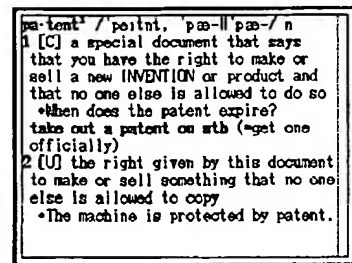 pa·tent¹ /'peitnt, 'pæ-‖'pæ-/ n
1 [C] a special document that says
that you have the right to make or
sell a new INVENTION or product and
that no one else is allowed to do so
•When does the patent expire?
take out a patent on sth (=get one
officially)
2 [U] the right given by this document
to make or sell something that no one
else is allowed to copy
•The machine is protected by patent.